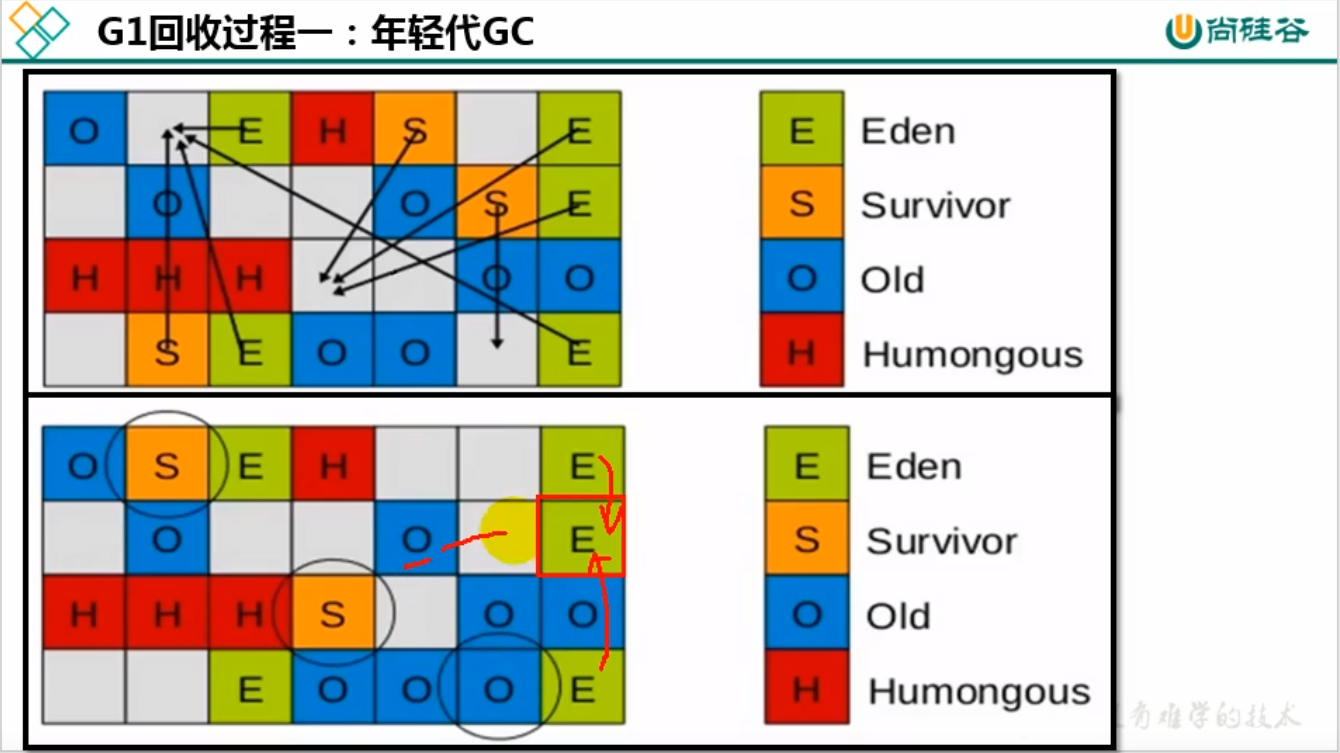 G1回收过程一：年轻代GC
尚硅谷
O E H S E
O O S E
H H H O O
S E O O E
E Eden
S Survivor
O Old
H Humongous
O S E H E
O O E
H H H S O O
E O O O E
E Eden
S Survivor
O Old
H Humongous
有难学的技术